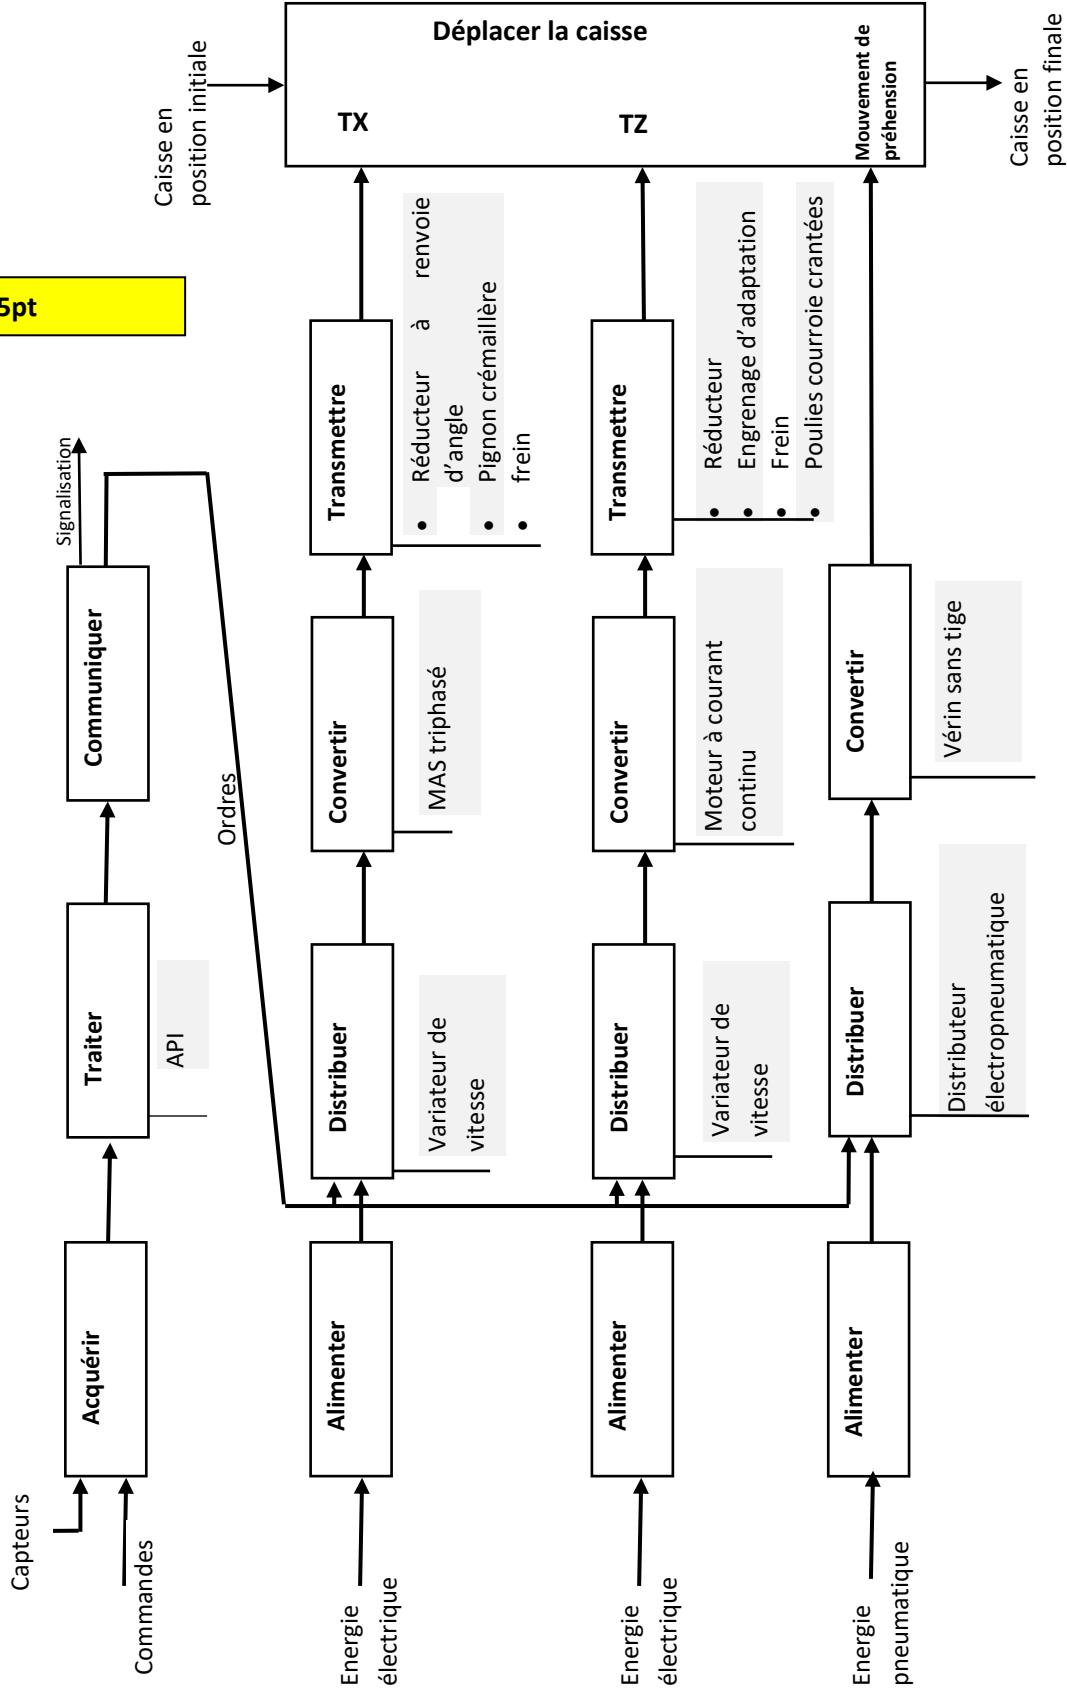 5pt
Capteurs
Commandes
Acquérir
Traiter
API
Communiquer
Signalisation
Ordres
Energie
électrique
Alimenter
Distribuer
Variateur de
vitesse
Convertir
MAS triphasé
Transmettre
• Réducteur à renvoie
d’angle
• Pignon crémaillère
• frein
Energie
électrique
Alimenter
Distribuer
Variateur de
vitesse
Convertir
Moteur à courant
continu
Transmettre
• Réducteur
• Engrenage d’adaptation
• Frein
• Poulies courroie crantées
Energie
pneumatique
Alimenter
Distribuer
Distributeur
électropneumatique
Convertir
Vérin sans tige
Caisse en
position initiale
Déplacer la caisse
TX
TZ
Mouvement de
préhension
Caisse en
position finale